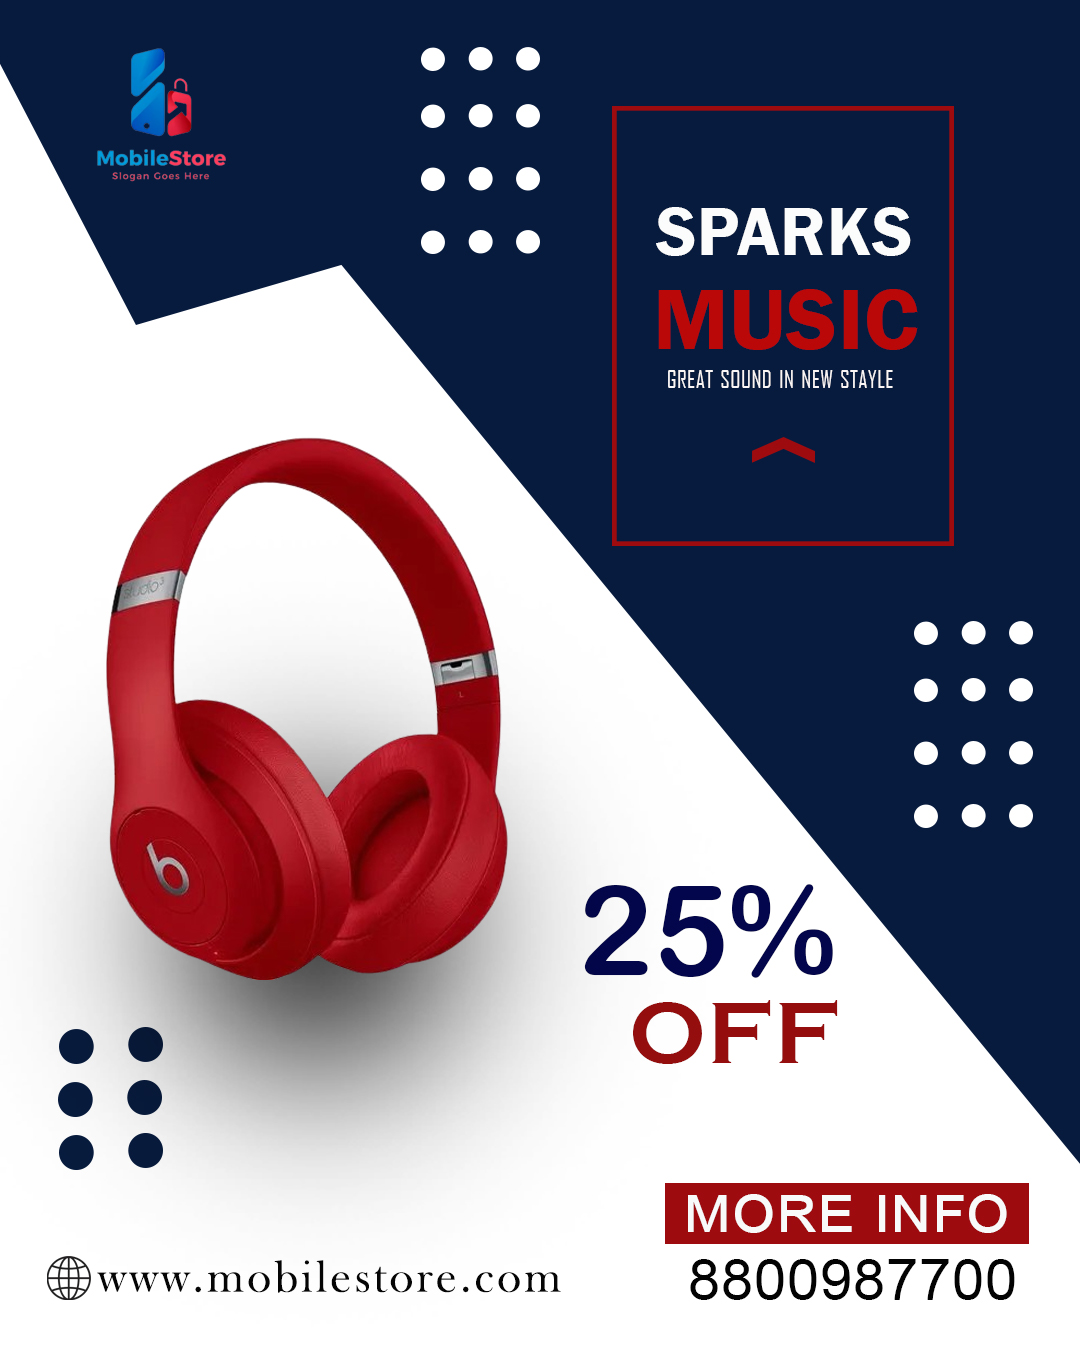 MobileStore
Slogan Goes Here
SPARKS
MUSIC
GREAT SOUND IN NEW STAYLE
studio³
L
b
25%
OFF
MORE INFO
www.mobilestore.com
8800987700